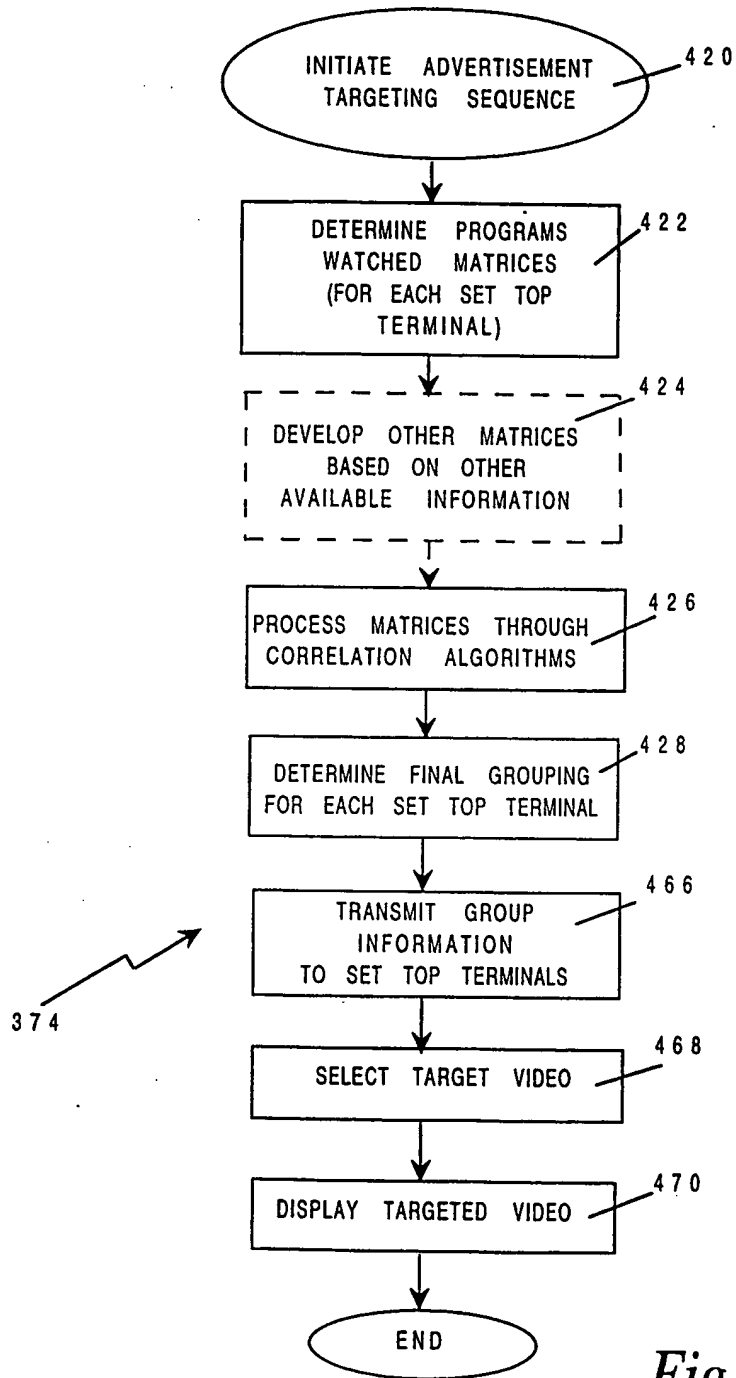 INITIATE ADVERTISEMENT
TARGETING SEQUENCE
420
DETERMINE PROGRAMS
WATCHED MATRICES
(FOR EACH SET TOP
TERMINAL)
422
DEVELOP OTHER MATRICES
BASED ON OTHER
AVAILABLE INFORMATION
424
PROCESS MATRICES THROUGH
CORRELATION ALGORITHMS
426
DETERMINE FINAL GROUPING
FOR EACH SET TOP TERMINAL
428
TRANSMIT GROUP
INFORMATION
TO SET TOP TERMINALS
466
374
SELECT TARGET VIDEO
468
DISPLAY TARGETED VIDEO
470
END
Fig